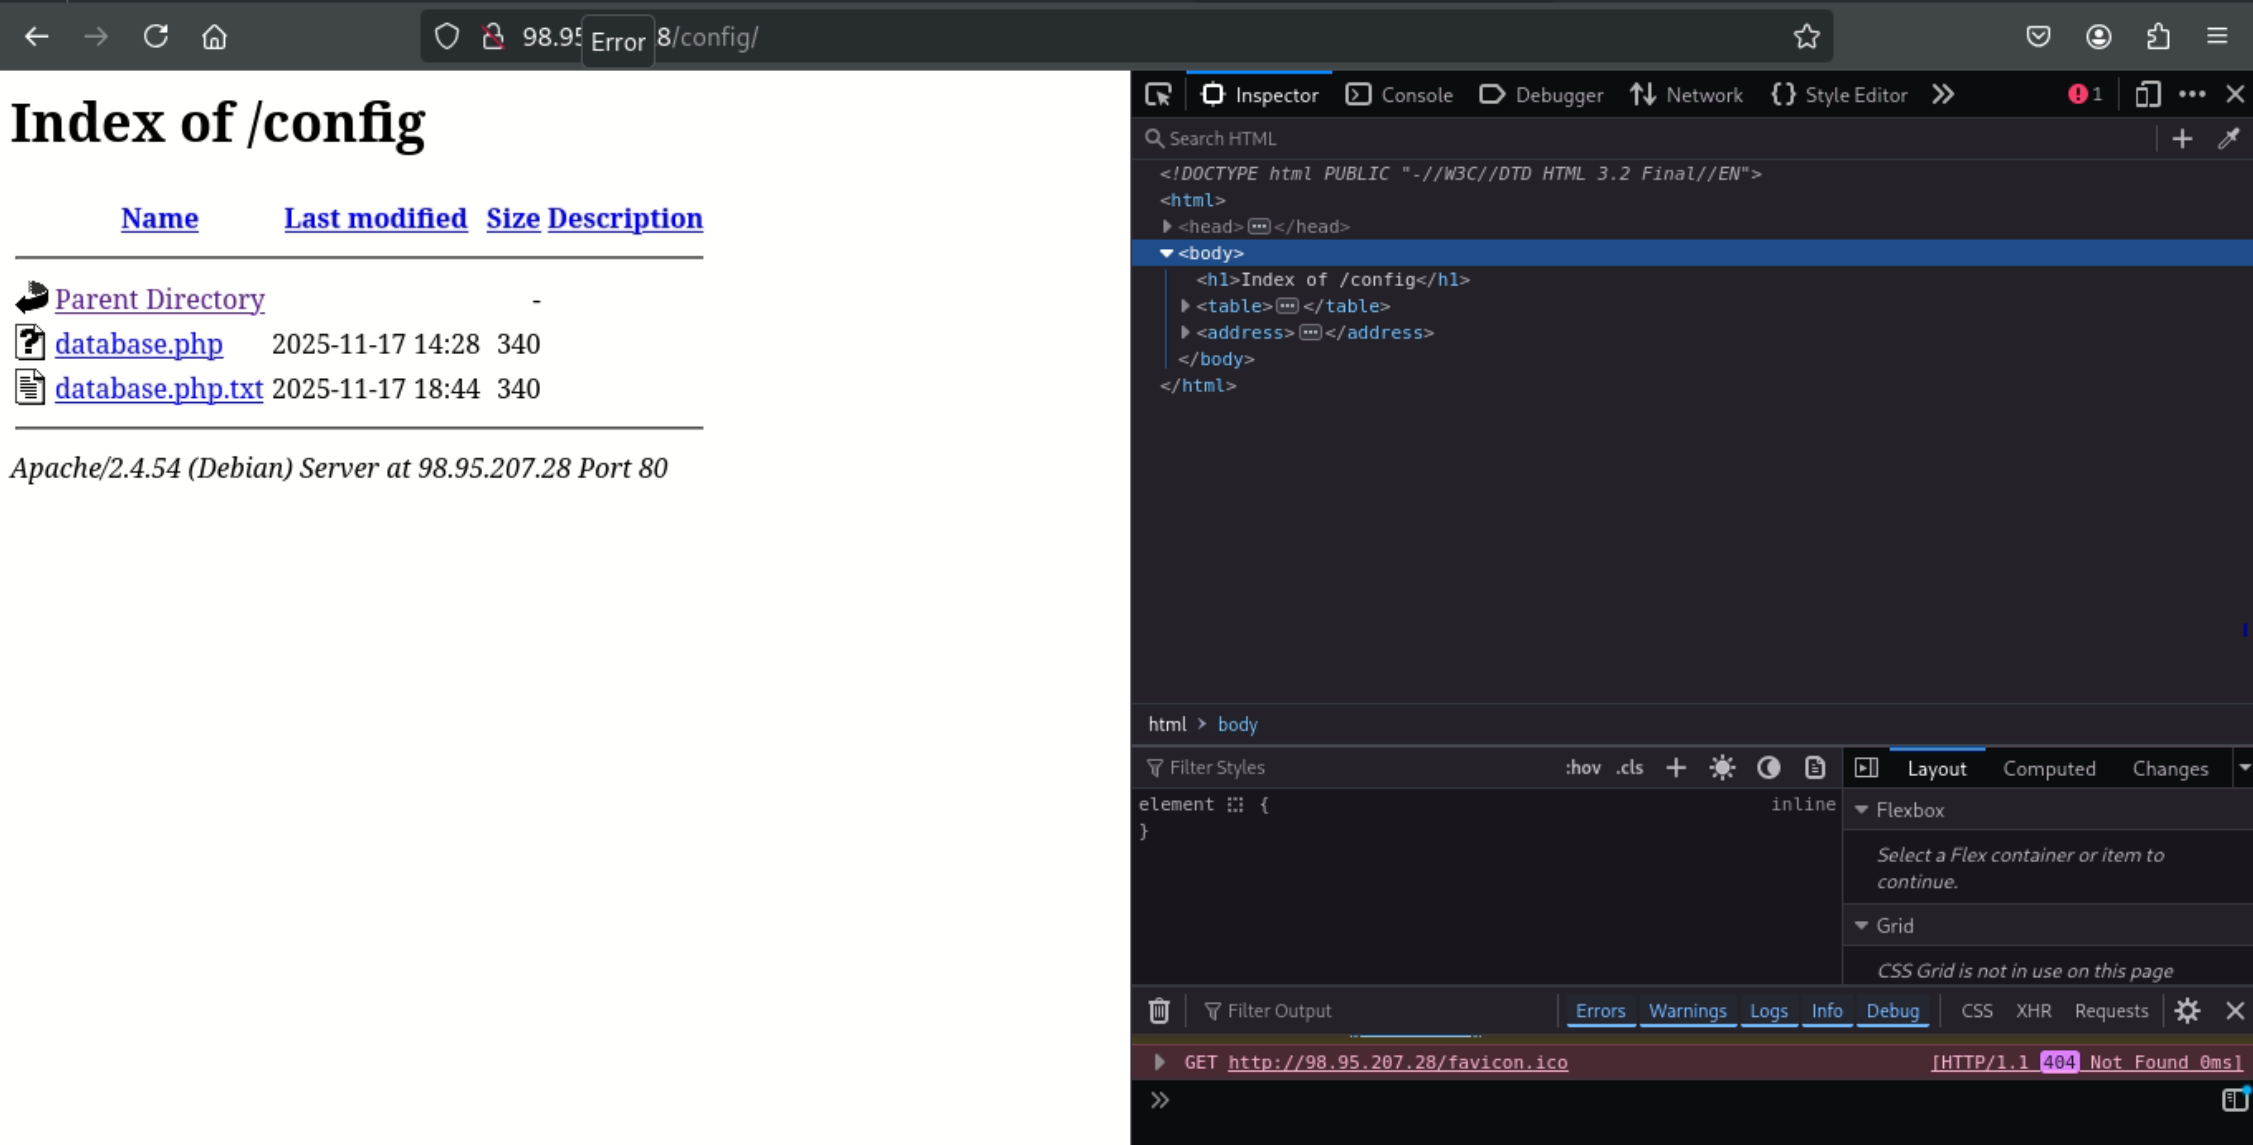 98.95 Error 8/config/
Index of /config
Name Last modified Size Description
Parent Directory -
database.php 2025-11-17 14:28 340
database.php.txt 2025-11-17 18:44 340
Apache/2.4.54 (Debian) Server at 98.95.207.28 Port 80
Inspector Console Debugger Network {} Style Editor 1
Search HTML
<!DOCTYPE html PUBLIC "-//W3C//DTD HTML 3.2 Final//EN">
<html>
<head> </head>
<body>
<h1>Index of /config</h1>
<table> </table>
<address> </address>
</body>
</html>
html > body
Filter Styles :hov .cls
Layout Computed Changes
element { inline
}
Flexbox
Select a Flex container or item to
continue.
Grid
CSS Grid is not in use on this page
Filter Output Errors Warnings Logs Info Debug CSS XHR Requests
GET http://98.95.207.28/favicon.ico [HTTP/1.1 404 Not Found 0ms]